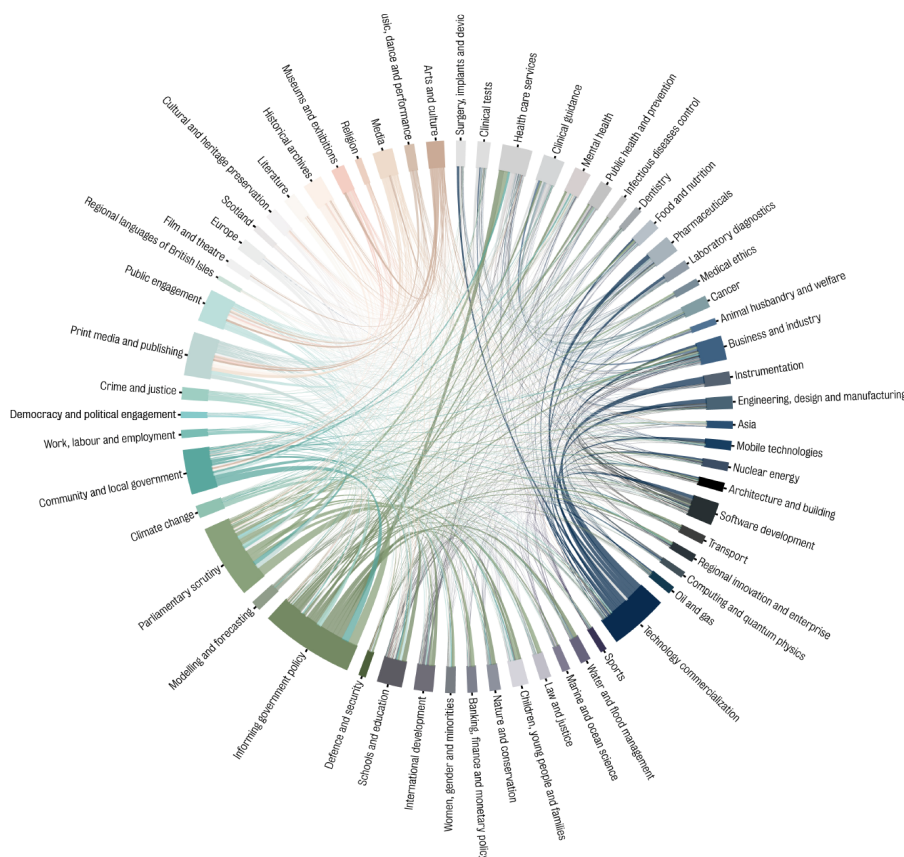 usic, dance and performance
Arts and culture
Surgery, implants and devic
Clinical tests
Health care services
Clinical guidance
Mental health
Public health and prevention
Infectious diseases control
Dentistry
Food and nutrition
Pharmaceuticals
Laboratory diagnostics
Medical ethics
Cancer
Animal husbandry and welfare
Business and industry
Instrumentation
Engineering, design and manufacturing
Asia
Mobile technologies
Nuclear energy
Architecture and building
Software development
Transport
Regional innovation and enterprise
Computing and quantum physics
Oil and gas
Technology commercialization
Sports
Water and flood management
Marine and ocean science
Law and justice
Children, young people and families
Nature and conservation
Banking, finance and monetary policy
Women, gender and minorities
International development
Schools and education
Defence and security
Informing government policy
Modelling and forecasting
Parliamentary scrutiny
Climate change
Community and local government
Work, labour and employment
Democracy and political engagement
Crime and justice
Print media and publishing
Public engagement
Regional languages of British Isles
Film and theatre
Europe
Scotland
Cultural and heritage preservation
Literature
Historical archives
Museums and exhibitions
Religion
Media